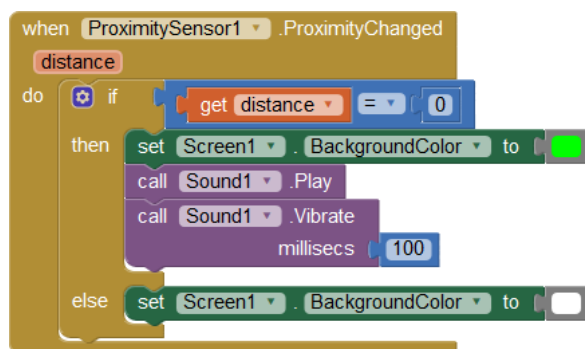 when ProximitySensor1 .ProximityChanged
distance
do if get distance = 0
then set Screen1 . BackgroundColor to
call Sound1 .Play
call Sound1 .Vibrate
millisecs 100
else set Screen1 . BackgroundColor to